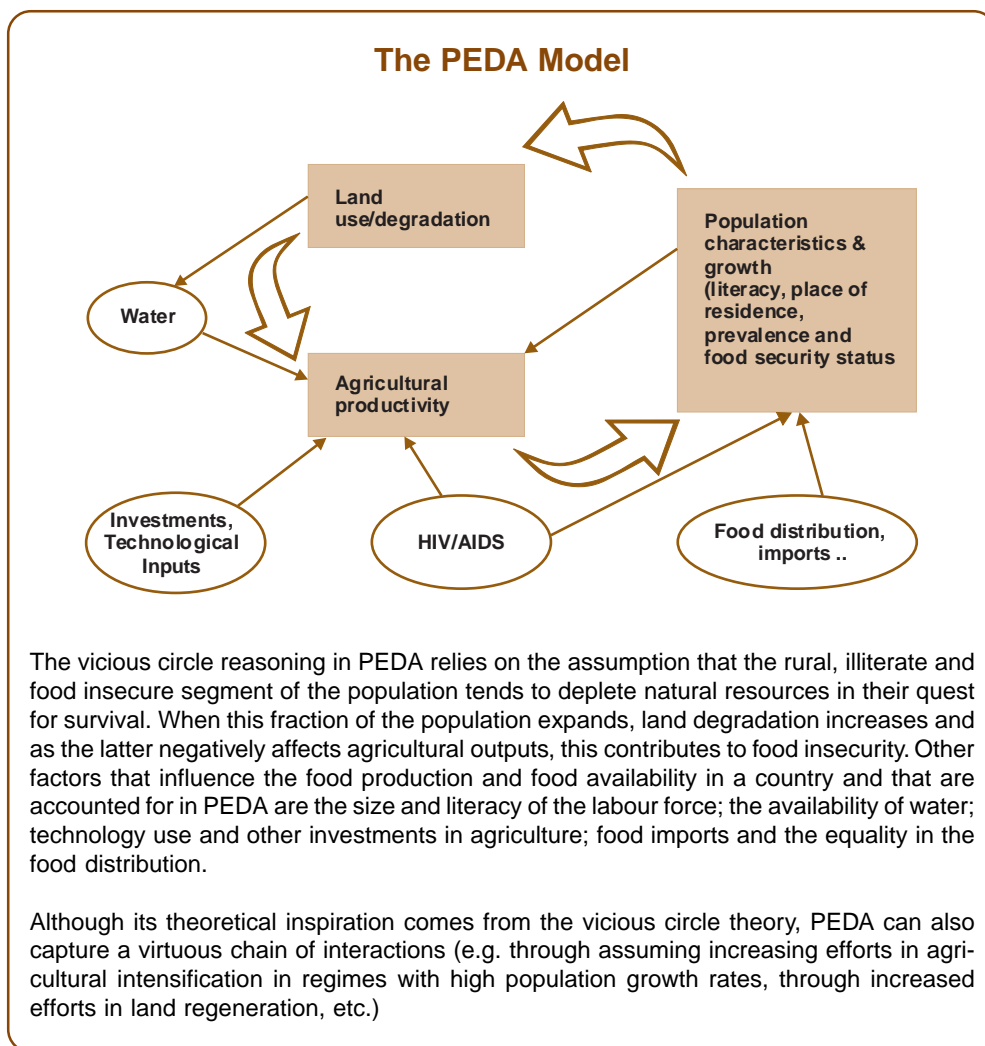 The PEDA Model
Land
use/degradation
Population
characteristics &
growth
(literacy, place of
residence,
prevalence and
food security status
Water
Agricultural
productivity
Investments,
Technological
Inputs
HIV/AIDS
Food distribution,
imports ..
The vicious circle reasoning in PEDA relies on the assumption that the rural, illiterate and
food insecure segment of the population tends to deplete natural resources in their quest
for survival. When this fraction of the population expands, land degradation increases and
as the latter negatively affects agricultural outputs, this contributes to food insecurity. Other
factors that influence the food production and food availability in a country and that are
accounted for in PEDA are the size and literacy of the labour force; the availability of water;
technology use and other investments in agriculture; food imports and the equality in the
food distribution.
Although its theoretical inspiration comes from the vicious circle theory, PEDA can also
capture a virtuous chain of interactions (e.g. through assuming increasing efforts in agri-
cultural intensification in regimes with high population growth rates, through increased
efforts in land regeneration, etc.)